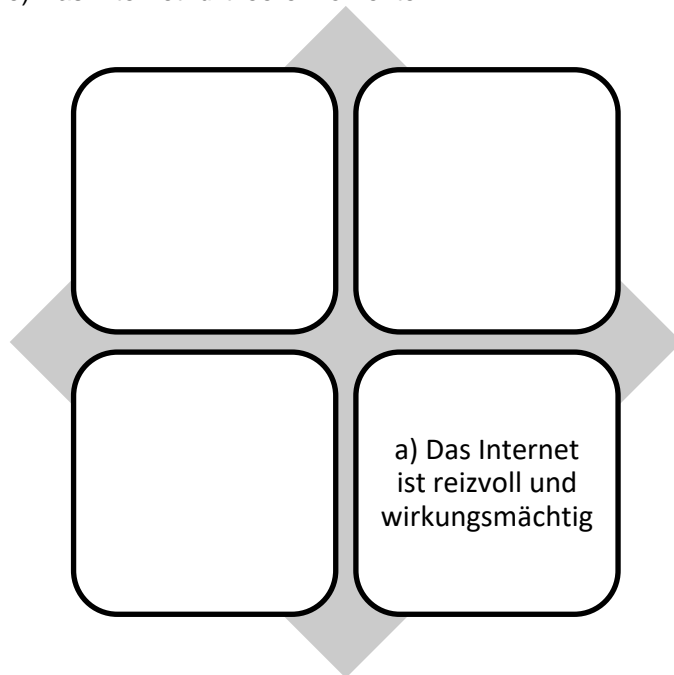 a) Das Internet
ist reizvoll und
wirkungsmächtig